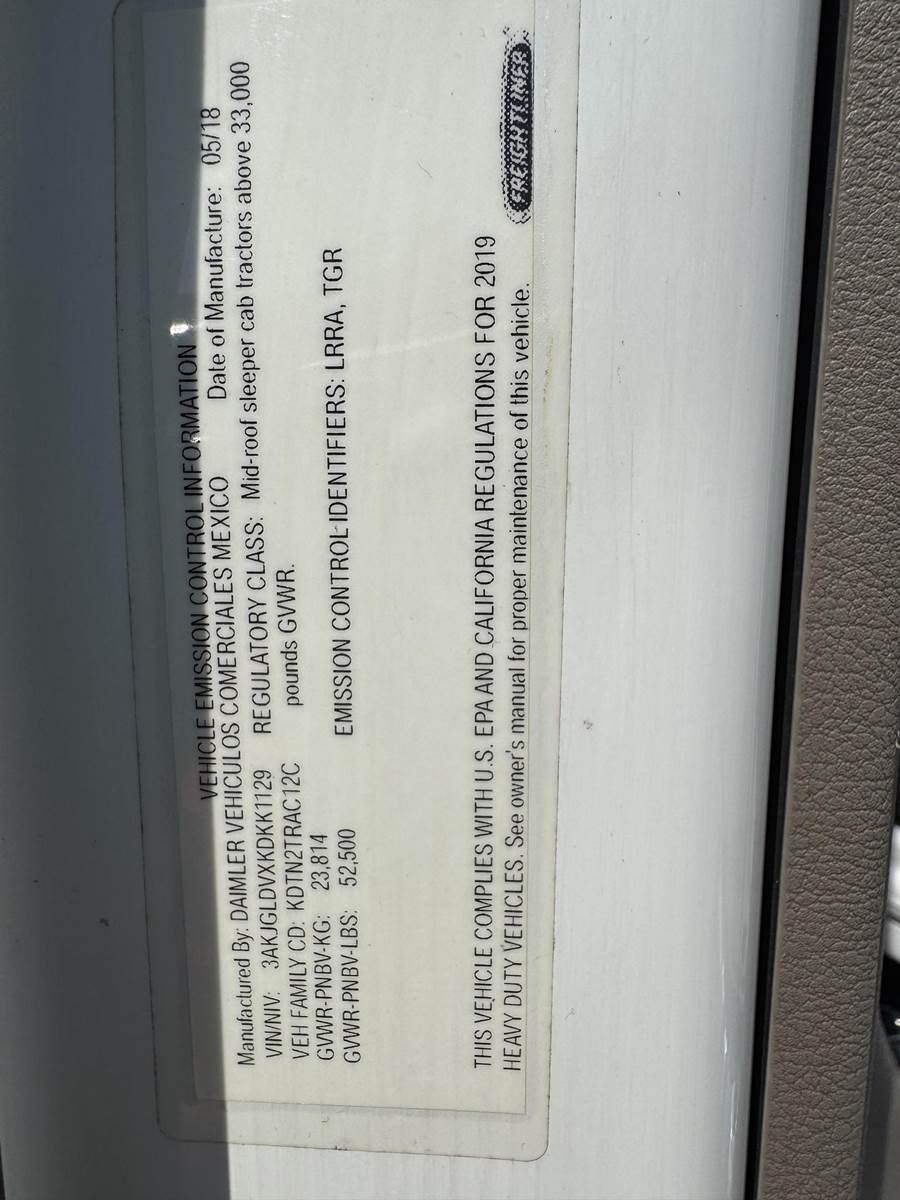 VEHICLE EMISSION CONTROL INFORMATION
Manufactured By: DAIMLER VEHICULOS COMERCIALES MEXICO Date of Manufacture: 05/18
VIN/NIV: 3AKJGLDVXKDKK1129 REGULATORY CLASS: Mid-roof sleeper cab tractors above 33,000
VEH FAMILY CD: KDTN2TRAC12C pounds GVWR.
GVWR-PNBV-KG: 23,814
GVWR-PNBV-LBS: 52,500 EMISSION CONTROL IDENTIFIERS: LRRA, TGR
THIS VEHICLE COMPLIES WITH U.S. EPA AND CALIFORNIA REGULATIONS FOR 2019
HEAVY DUTY VEHICLES. See owner's manual for proper maintenance of this vehicle.
FREIGHTLINER